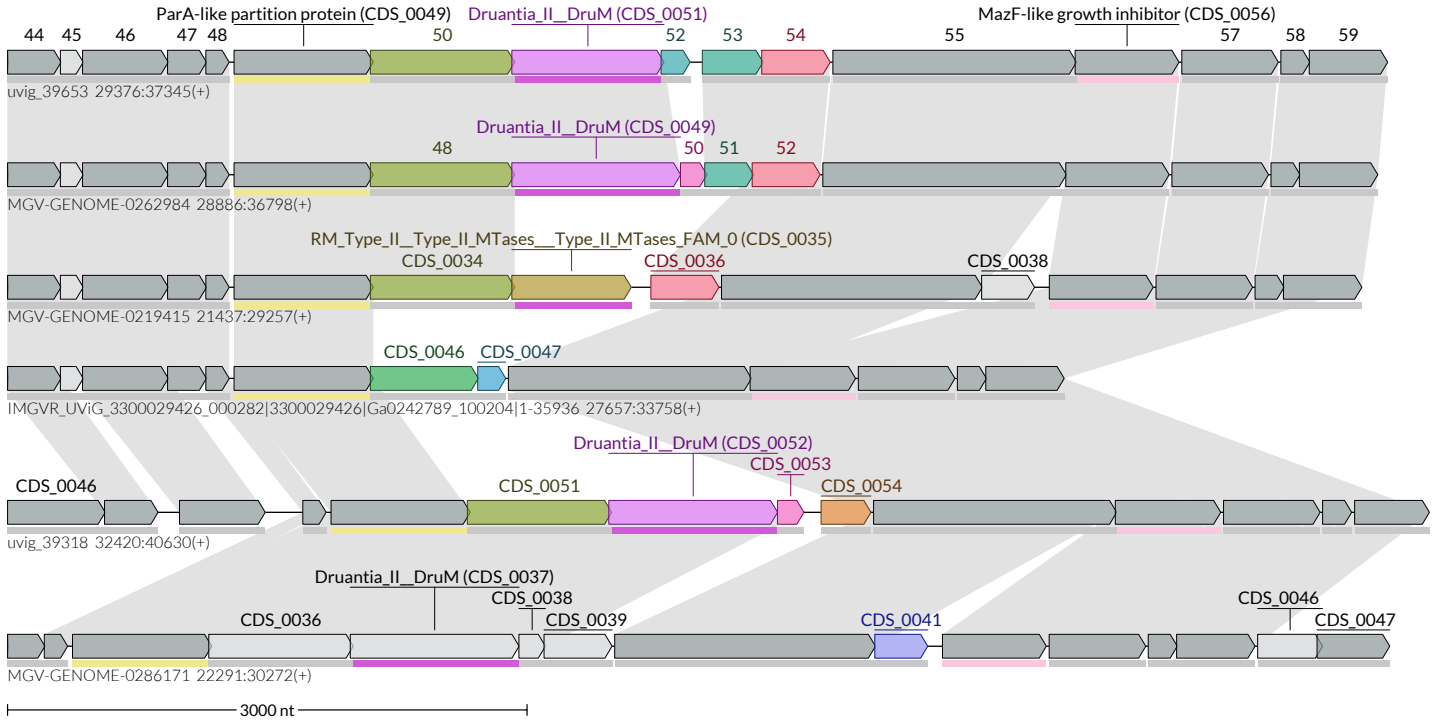 ParA-like partition protein (CDS_0049) Druantia_II__DruM (CDS_0051) MazF-like growth inhibitor (CDS_0056)
44 45 46 47 48 50 52 53 54 55 57 58 59
uvig_39653 29376:37345(+)
Druantia_II__DruM (CDS_0049)
48 50 51 52
MGV-GENOME-0262984 28886:36798(+)
RM_Type_II__Type_II_MTases___Type_II_MTases_FAM_0 (CDS_0035)
CDS_0034 CDS_0036 CDS_0038
MGV-GENOME-0219415 21437:29257(+)
CDS_0046 CDS_0047
IMGVR_UViG_3300029426_000282|3300029426|Ga0242789_100204|1-35936 27657:33758(+)
Druantia_II__DruM (CDS_0052)
CDS_0053
CDS_0046 CDS_0051 CDS_0054
uvig_39318 32420:40630(+)
Druantia_II__DruM (CDS_0037)
CDS_0038 CDS_0046
CDS_0036 CDS_0039 CDS_0041 CDS_0047
MGV-GENOME-0286171 22291:30272(+)
3000 nt